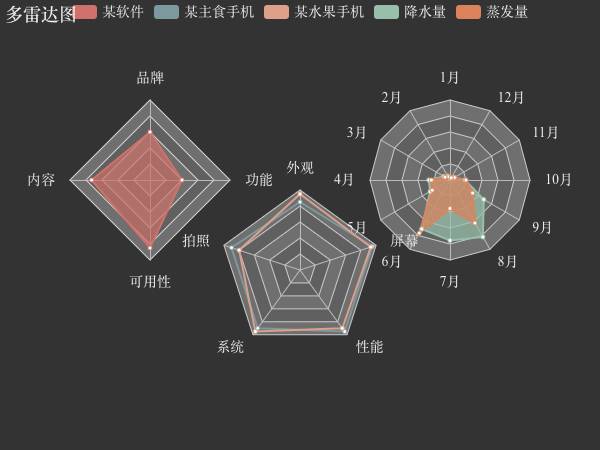 多雷达图 某软件 某主食手机 某水果手机 降水量 蒸发量
品牌
内容
可用性
功能
外观
拍照
系统
性能
屏幕
1月
2月
3月
4月
5月
6月
7月
8月
9月
10月
11月
12月